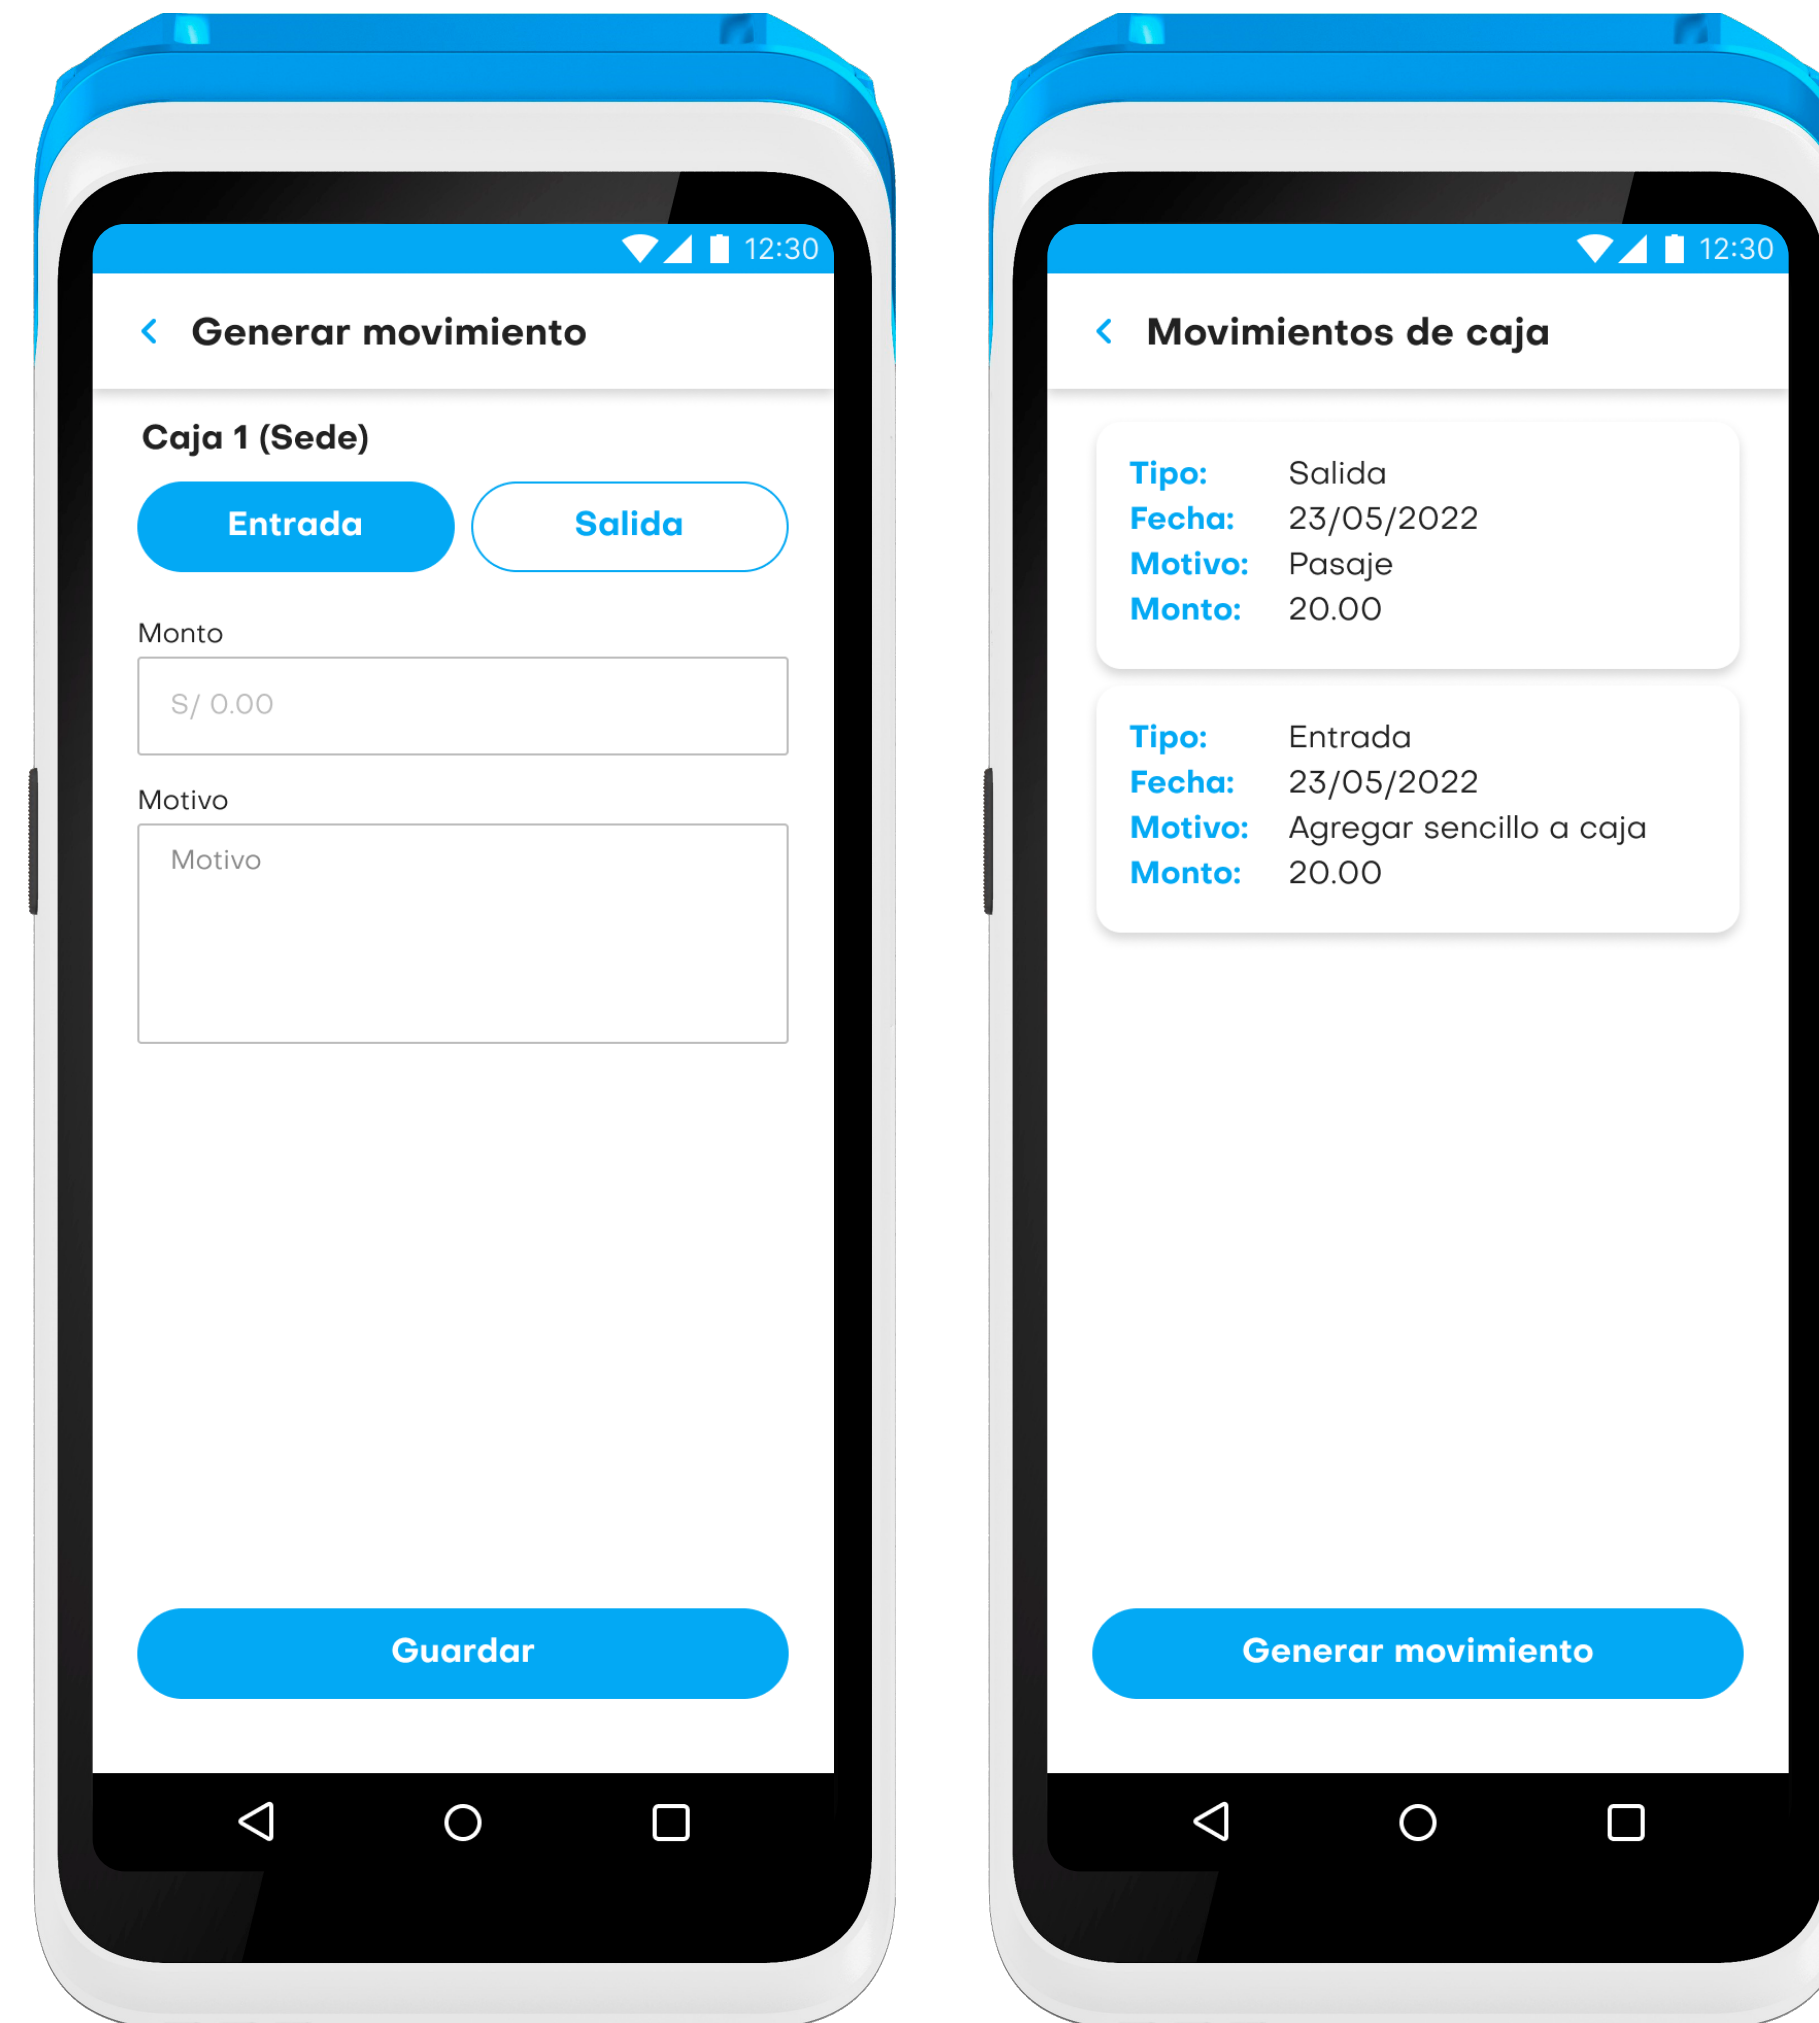 12:30
Generar movimiento
Caja 1 (Sede)
Entrada
Salida
Monto
S/ 0.00
Motivo
Motivo
Guardar
12:30
Movimientos de caja
Tipo: Salida
Fecha: 23/05/2022
Motivo: Pasaje
Monto: 20.00
Tipo: Entrada
Fecha: 23/05/2022
Motivo: Agregar sencillo a caja
Monto: 20.00
Generar movimiento